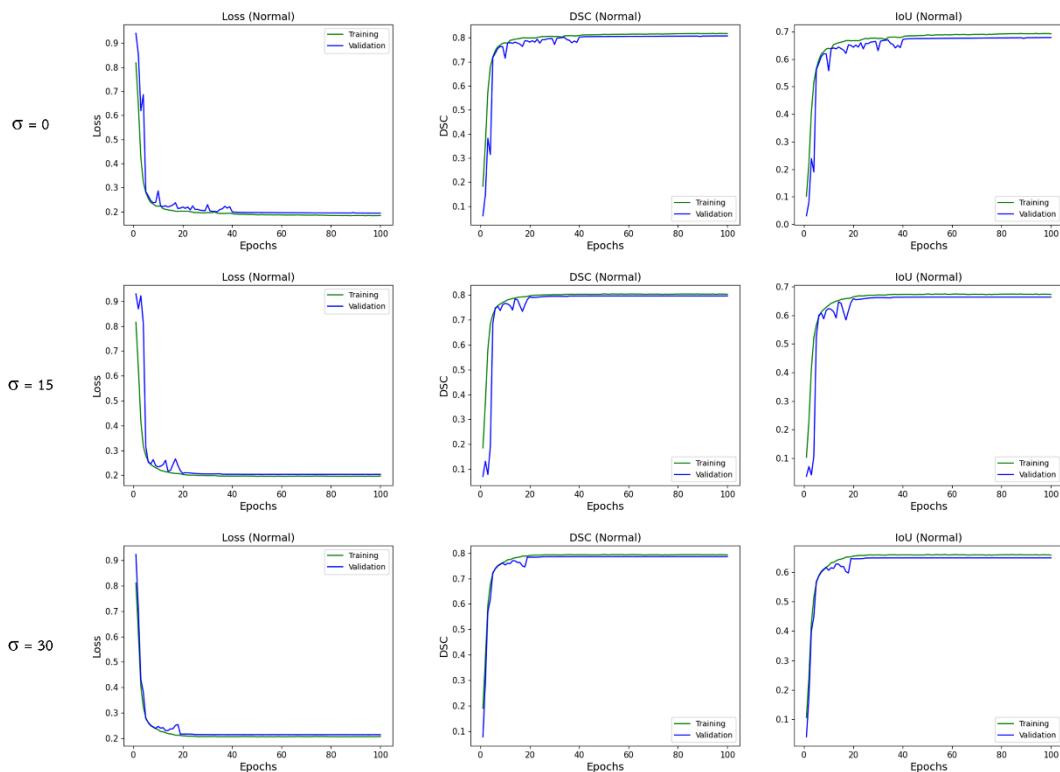 Loss (Normal)
0.9
0.8
0.7
0.6
0.5
0.4
0.3
0.2
Loss
Training
Validation
0 20 40 60 80 100
Epochs
DSC (Normal)
0.8
0.7
0.6
0.5
0.4
0.3
0.2
0.1
DSC
Training
Validation
0 20 40 60 80 100
Epochs
IoU (Normal)
0.7
0.6
0.5
0.4
0.3
0.2
0.1
0.0
Training
Validation
0 20 40 60 80 100
Epochs
σ = 0
Loss (Normal)
0.9
0.8
0.7
0.6
0.5
0.4
0.3
0.2
Loss
Training
Validation
0 20 40 60 80 100
Epochs
DSC (Normal)
0.8
0.7
0.6
0.5
0.4
0.3
0.2
0.1
DSC
Training
Validation
0 20 40 60 80 100
Epochs
IoU (Normal)
0.7
0.6
0.5
0.4
0.3
0.2
0.1
Training
Validation
0 20 40 60 80 100
Epochs
σ = 15
Loss (Normal)
0.9
0.8
0.7
0.6
0.5
0.4
0.3
0.2
Loss
Training
Validation
0 20 40 60 80 100
Epochs
DSC (Normal)
0.8
0.7
0.6
0.5
0.4
0.3
0.2
0.1
DSC
Training
Validation
0 20 40 60 80 100
Epochs
IoU (Normal)
0.6
0.5
0.4
0.3
0.2
0.1
Training
Validation
0 20 40 60 80 100
Epochs
σ = 30